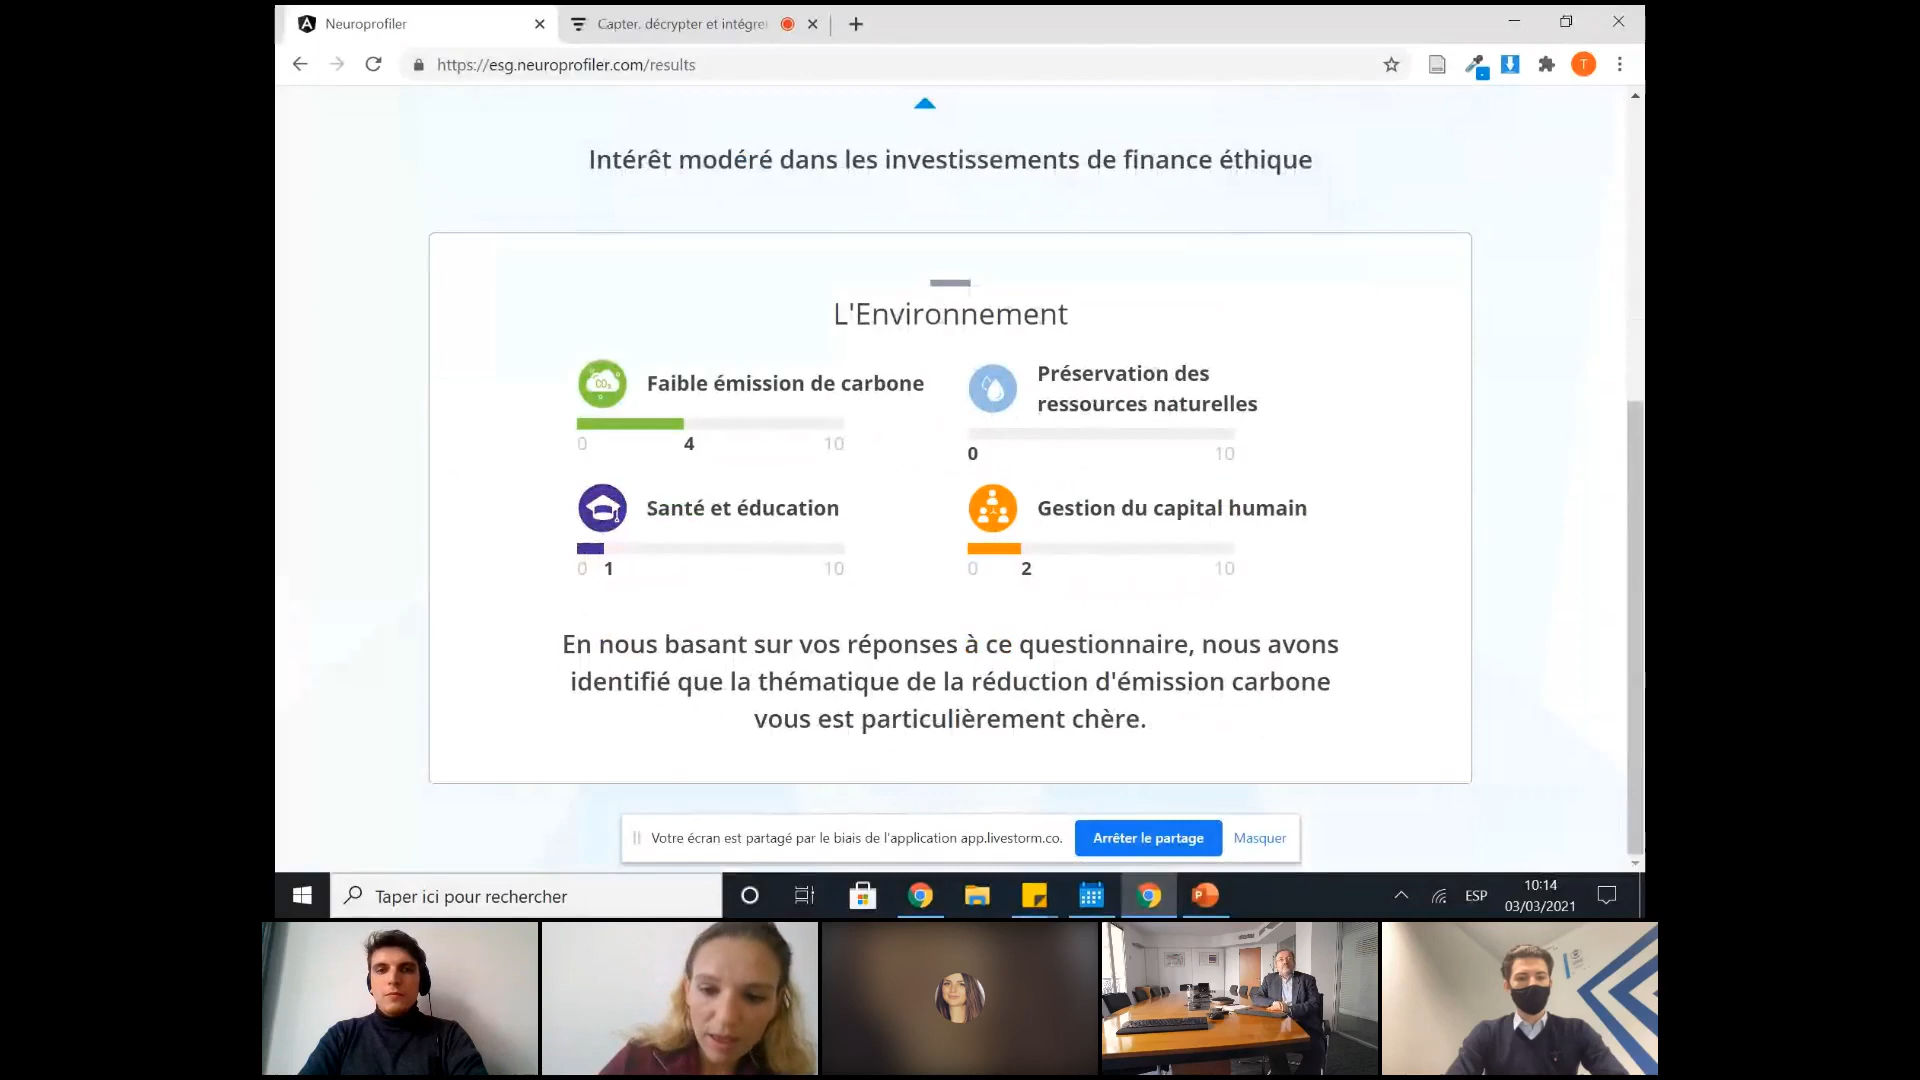 Neuroprofiler
Capter, décrypter et intégre
https://esg.neuroprofiler.com/results
T
Intérêt modéré dans les investissements de finance éthique
L'Environnement
CO₂
Faible émission de carbone
0 4 10
Préservation des
ressources naturelles
0 10
Santé et éducation
0 1 10
Gestion du capital humain
0 2 10
En nous basant sur vos réponses à ce questionnaire, nous avons
identifié que la thématique de la réduction d'émission carbone
vous est particulièrement chère.
Votre écran est partagé par le biais de l'application app.livestorm.co.
Arrêter le partage
Masquer
Taper ici pour rechercher
P
ESP
10:14
03/03/2021